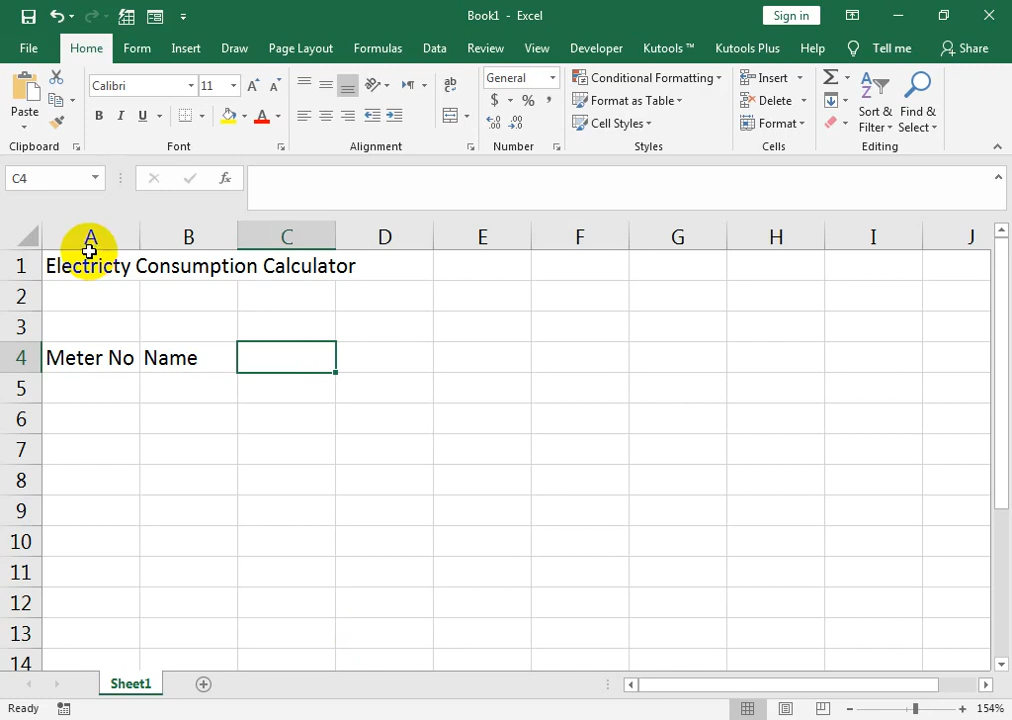 Book1 - Excel
Sign in
File Home Form Insert Draw Page Layout Formulas Data Review View Developer Kutools ™ Kutools Plus Help Tell me Share
Paste
Clipboard
Calibri 11
B I U A
Font
ab
Alignment
General
$ % ,
Number
Conditional Formatting
Format as Table
Cell Styles
Styles
Insert
Delete
Format
Cells
Sort & Filter
Find & Select
Editing
C4 fx
A B C D E F G H I J
1 Electricty Consumption Calculator
2
3
4 Meter No Name
5
6
7
8
9
10
11
12
13
14
Sheet1
Ready 154%